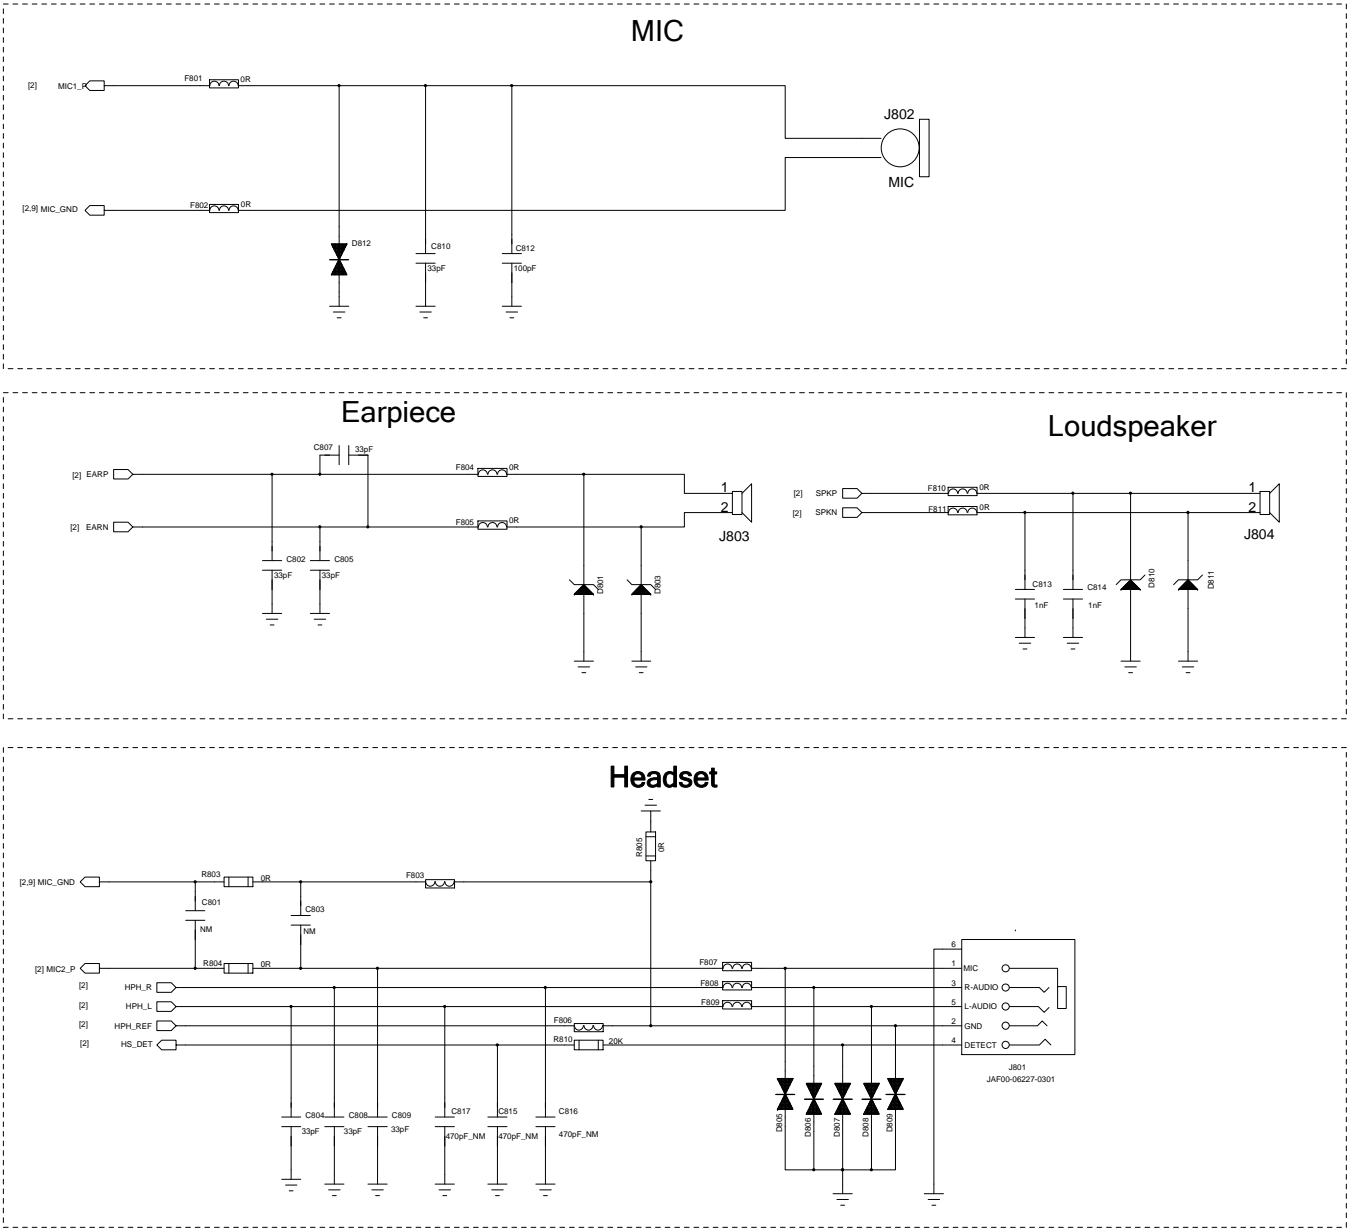 MIC
[2] MIC1_P
F801 0R
J802
MIC
[2,9] MIC_GND
F802 0R
D812
C810
33pF
C812
100pF
Earpiece
Loudspeaker
C807
33pF
[2] EARP
F804 0R
1
2
J803
[2] EARN
F805 0R
C802
33pF
C805
33pF
D801
D803
[2] SPKP
F810 0R
1
[2] SPKN
F811 0R
2
J804
C813
1nF
C814
1nF
D810
D811
Headset
R805
0R
[2,9] MIC_GND
R803
0R
F803
C801
NM
C803
NM
[2] MIC2_P
R804
0R
F807
[2] HPH_R
F808
[2] HPH_L
F809
[2] HPH_REF
F806
[2] HS_DET
R810
20K
6
1 MIC
3 R-AUDIO
5 L-AUDIO
2 GND
4 DETECT
J801
JAF00-06227-0301
C804
33pF
C808
33pF
C809
33pF
C817
470pF_NM
C815
470pF_NM
C816
470pF_NM
D805
D806
D807
D808
D809